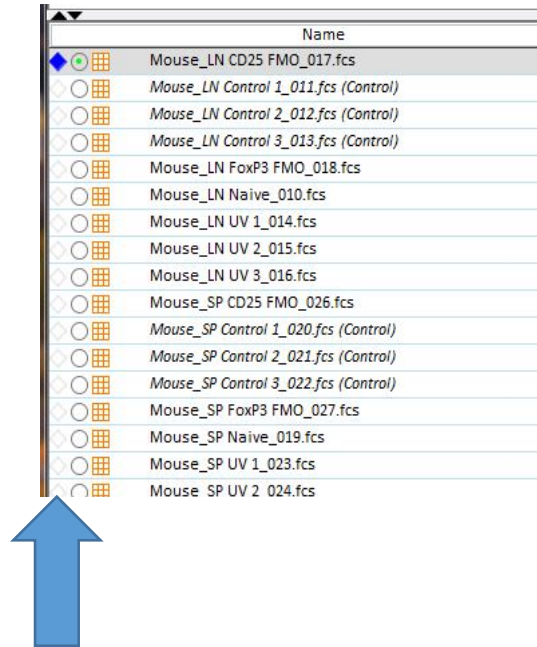 Name
Mouse_LN CD25 FMO_017.fcs
Mouse_LN Control 1_011.fcs (Control)
Mouse_LN Control 2_012.fcs (Control)
Mouse_LN Control 3_013.fcs (Control)
Mouse_LN FoxP3 FMO_018.fcs
Mouse_LN Naive_010.fcs
Mouse_LN UV 1_014.fcs
Mouse_LN UV 2_015.fcs
Mouse_LN UV 3_016.fcs
Mouse_SP CD25 FMO_026.fcs
Mouse_SP Control 1_020.fcs (Control)
Mouse_SP Control 2_021.fcs (Control)
Mouse_SP Control 3_022.fcs (Control)
Mouse_SP FoxP3 FMO_027.fcs
Mouse_SP Naive_019.fcs
Mouse_SP UV 1_023.fcs
Mouse_SP UV 2_024.fcs